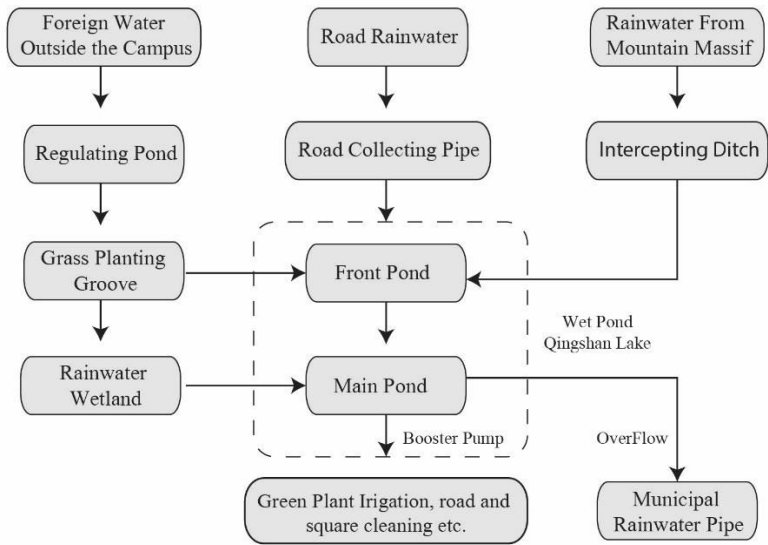 Foreign Water
Outside the Campus
Road Rainwater
Rainwater From
Mountain Massif
Regulating Pond
Road Collecting Pipe
Intercepting Ditch
Grass Planting
Groove
Front Pond
Wet Pond
Qingshan Lake
Rainwater
Wetland
Main Pond
Booster Pump
OverFlow
Green Plant Irigation, road and
square cleaning etc.
Municipal
Rainwater Pipe